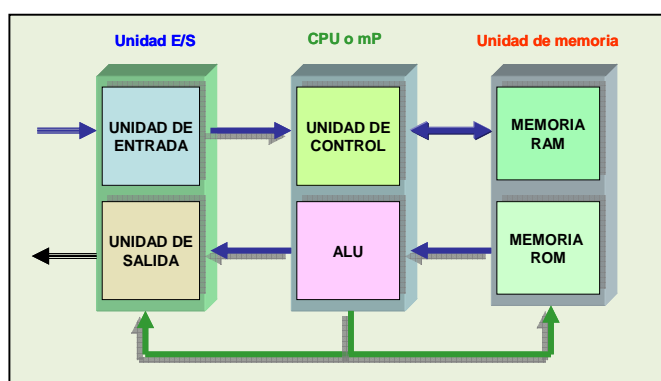 Unidad E/S
CPU o mP
Unidad de memoria
UNIDAD DE
ENTRADA
UNIDAD DE
CONTROL
MEMORIA
RAM
UNIDAD DE
SALIDA
ALU
MEMORIA
ROM